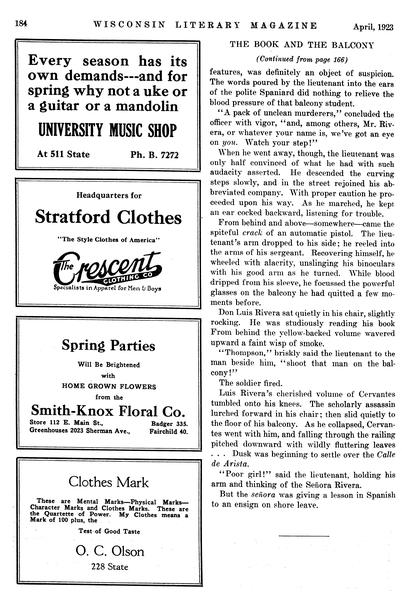 184
WISCONSIN LITERARY MAGAZINE
April, 1923
Every season has its
own demands---and for
spring why not a uke or
a guitar or a mandolin
UNIVERSITY MUSIC SHOP
At 511 State Ph. B. 7272
Headquarters for
Stratford Clothes
"The Style Clothes of America"
The Crescent
CLOTHING CO.
Specialists in Apparel for Men & Boys
Spring Parties
Will Be Brightened
with
HOME GROWN FLOWERS
from the
Smith-Knox Floral Co.
Store 112 E. Main St., Badger 335.
Greenhouses 2023 Sherman Ave., Fairchild 40.
Clothes Mark
These are Mental Marks—Physical Marks—
Character Marks and Clothes Marks. These are
the Quartette of Power. My Clothes means a
Mark of 100 plus, the
Test of Good Taste
O. C. Olson
228 State
THE BOOK AND THE BALCONY
(Continued from page 166)
features, was definitely an object of suspicion.
The words poured by the lieutenant into the ears
of the polite Spaniard did nothing to relieve the
blood pressure of that balcony student.
"A pack of unclean murderers," concluded the
officer with vigor, "and, among others, Mr. Riv-
era, or whatever your name is, we've got an eye
on you. Watch your step!"
When he went away, though, the lieutenant was
only half convinced of what he had with such
audacity asserted. He descended the curving
steps slowly, and in the street rejoined his ab-
breviated company. With proper caution he pro-
ceeded upon his way. As he marched, he kept
an ear cocked backward, listening for trouble.
From behind and above—somewhere—came the
spiteful crack of an automatic pistol. The lieu-
tenant's arm dropped to his side; he reeled into
the arms of his sergeant. Recovering himself, he
wheeled with alacrity, unslinging his binoculars
with his good arm as he turned. While blood
dripped from his sleeve, he focussed the powerful
glasses on the balcony he had quitted a few mo-
ments before.
Don Luis Rivera sat quietly in his chair, slightly
rocking. He was studiously reading his book
From behind the yellow-backed volume wavered
upward a faint wisp of smoke.
"Thompson," briskly said the lieutenant to the
man beside him, "shoot that man on the bal-
cony!"
The soldier fired.
Luis Rivera's cherished volume of Cervantes
tumbled onto his knees. The scholarly assassin
lurched forward in his chair; then slid quietly to
the floor of his balcony. As he collapsed, Cervan-
tes went with him, and falling through the railing
pitched downward with wildly fluttering leaves
. . . Dusk was beginning to settle over the Calle
de Arista.
"Poor girl!" said the lieutenant, holding his
arm and thinking of the Señora Rivera.
But the señora was giving a lesson in Spanish
to an ensign on shore leave.